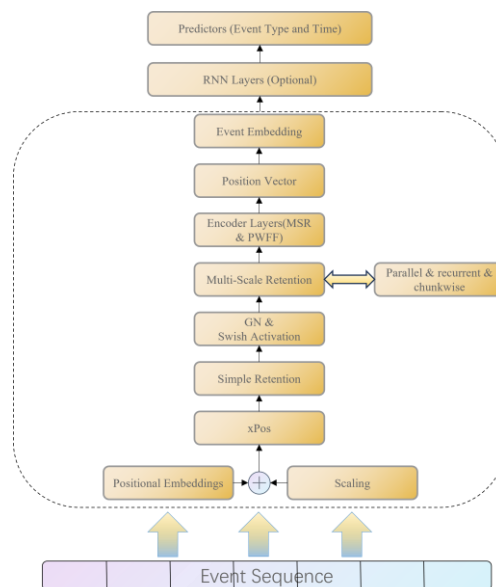 Predictors (Event Type and Time)
RNN Layers (Optional)
Event Embedding
Position Vector
Encoder Layers(MSR
& PWFF)
Multi-Scale Retention
Parallel & recurrent &
chunkwise
GN &
Swish Activation
Simple Retention
xPos
Positional Embeddings
Scaling
Event Sequence